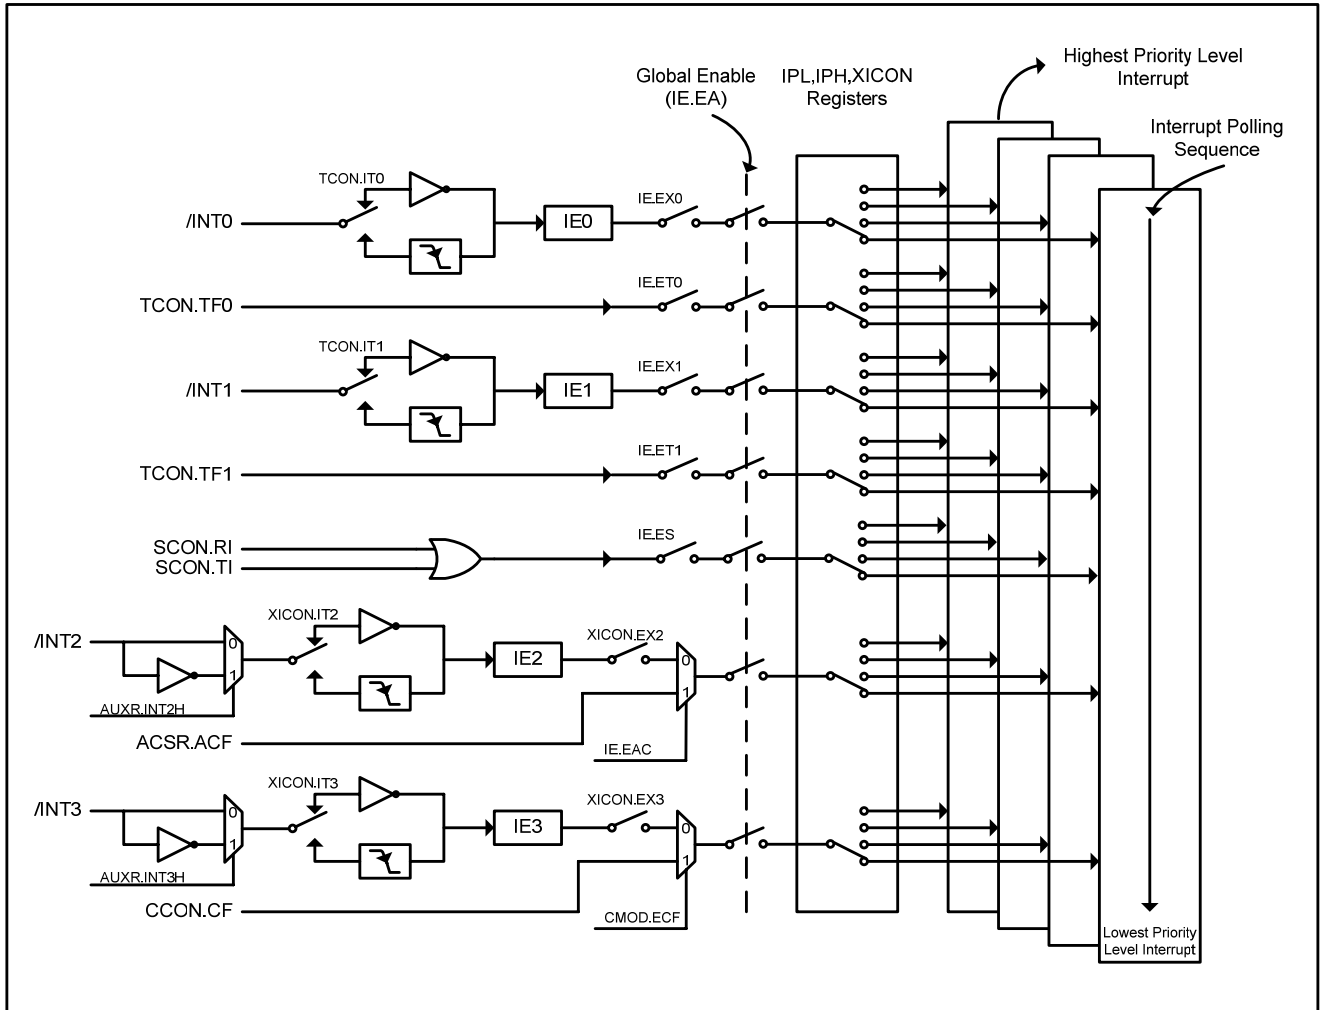 Highest Priority Level
Interrupt
Global Enable
(IE.EA)
IPL,IPH,XICON
Registers
Interrupt Polling
Sequence
TCON.IT0
/INT0
IE0
IE.EX0
TCON.TF0
IE.ET0
TCON.IT1
/INT1
IE1
IE.EX1
TCON.TF1
IE.ET1
SCON.RI
SCON.TI
IE.ES
/INT2
0
1
AUXR.INT2H
XICON.IT2
IE2
XICON.EX2
0
1
ACSR.ACF
IE.EAC
/INT3
0
1
AUXR.INT3H
XICON.IT3
IE3
XICON.EX3
0
1
CCON.CF
CMOD.ECF
Lowest Priority
Level Interrupt